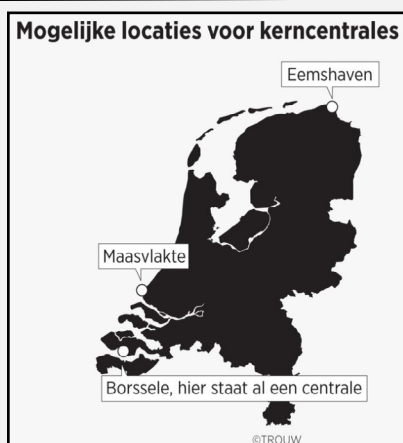 Mogelijke locaties voor kerncentrales
Eemshaven
Maasvlakte
Borssele, hier staat al een centrale
©TROUW